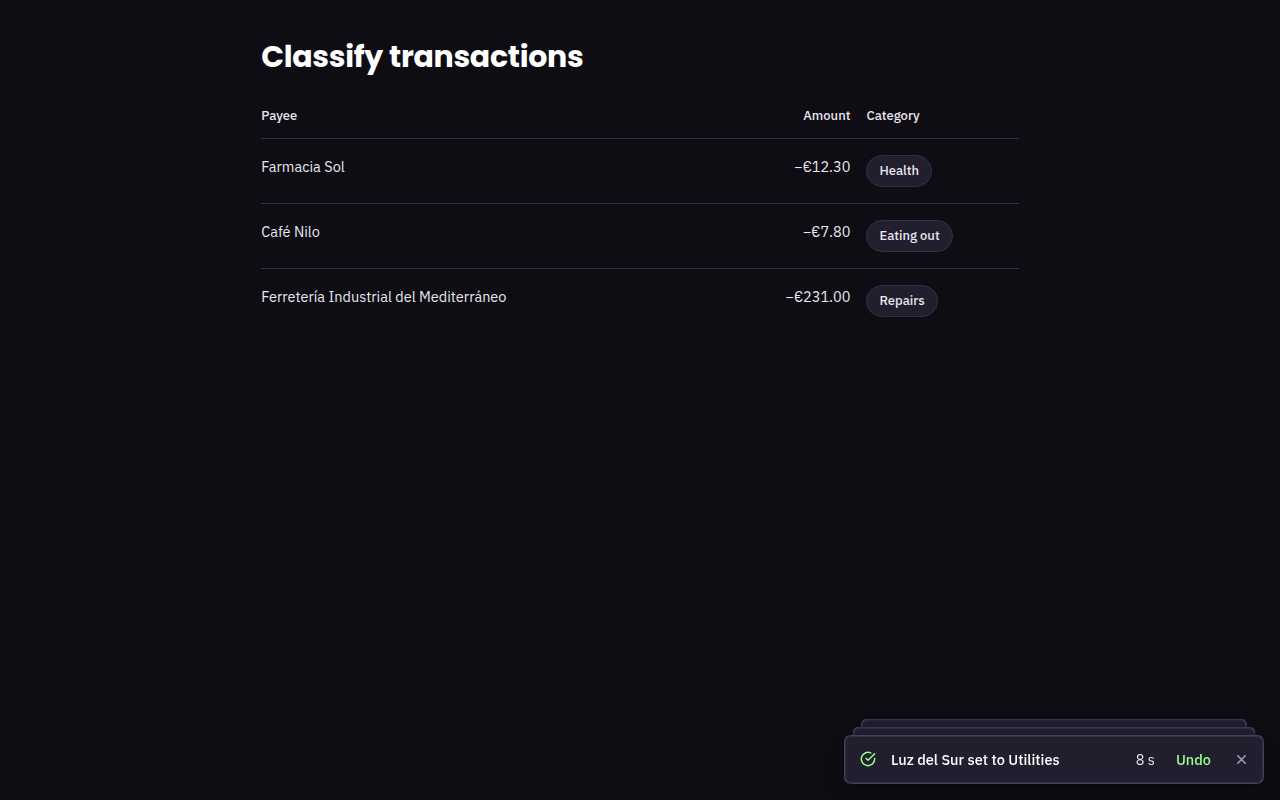 Classify transactions
Payee Amount Category
Farmacia Sol −€12.30 Health
Café Nilo −€7.80 Eating out
Ferretería Industrial del Mediterráneo −€231.00 Repairs
Luz del Sur set to Utilities 8 s Undo